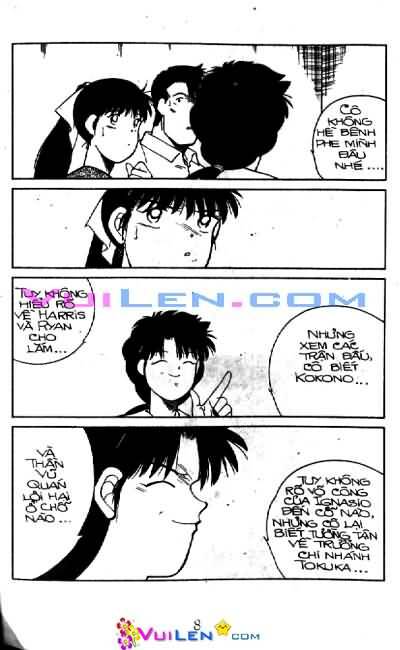 CÔ
KHÔNG
HỀ BÊNH
PHE MÌNH
ĐÂU
NHÉ....
TUY KHÔNG
HIỂU RÕ
VỀ HARRIS
VÀ RYAN
CHO
LẮM...
VUILEN.COM
NHƯNG
XEM CÁC
TRẬN ĐẤU,
CÔ BIẾT
KOKONO...
VÀ
THẦN
VŨ
QUÁN
LỢI HẠI
Ở CHỖ
NÀO...
TUY KHÔNG
RÕ VÕ CÔNG
CỦA IGNASIO
ĐẾN CỠ NÀO,
NHƯNG CÔ LẠI
BIẾT TƯỜNG TẬN
VỀ TRƯỞNG
CHI NHÁNH
TOKUKA...
8
VUILEN.COM